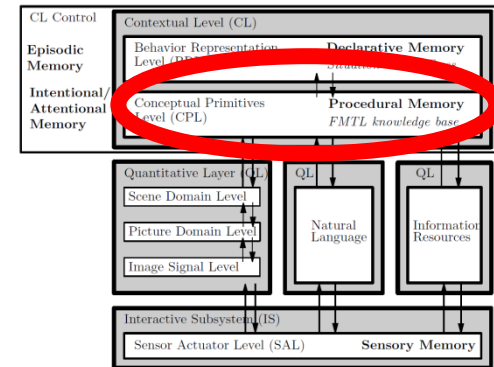 CL Control
Episodic
Memory
Intentional/
Attentional
Memory
Contextual Level (CL)
Behavior Representation Declarative Memory
Level
Conceptual Primitives Procedural Memory
Level (CPL) FMTL knowledge base
Quantitative Layer (QL)
Scene Domain Level
Picture Domain Level
Image Signal Level
QL
Natural
Language
QL
Information
Resources
Interactive Subsystem (IS)
Sensor Actuator Level (SAL) Sensory Memory